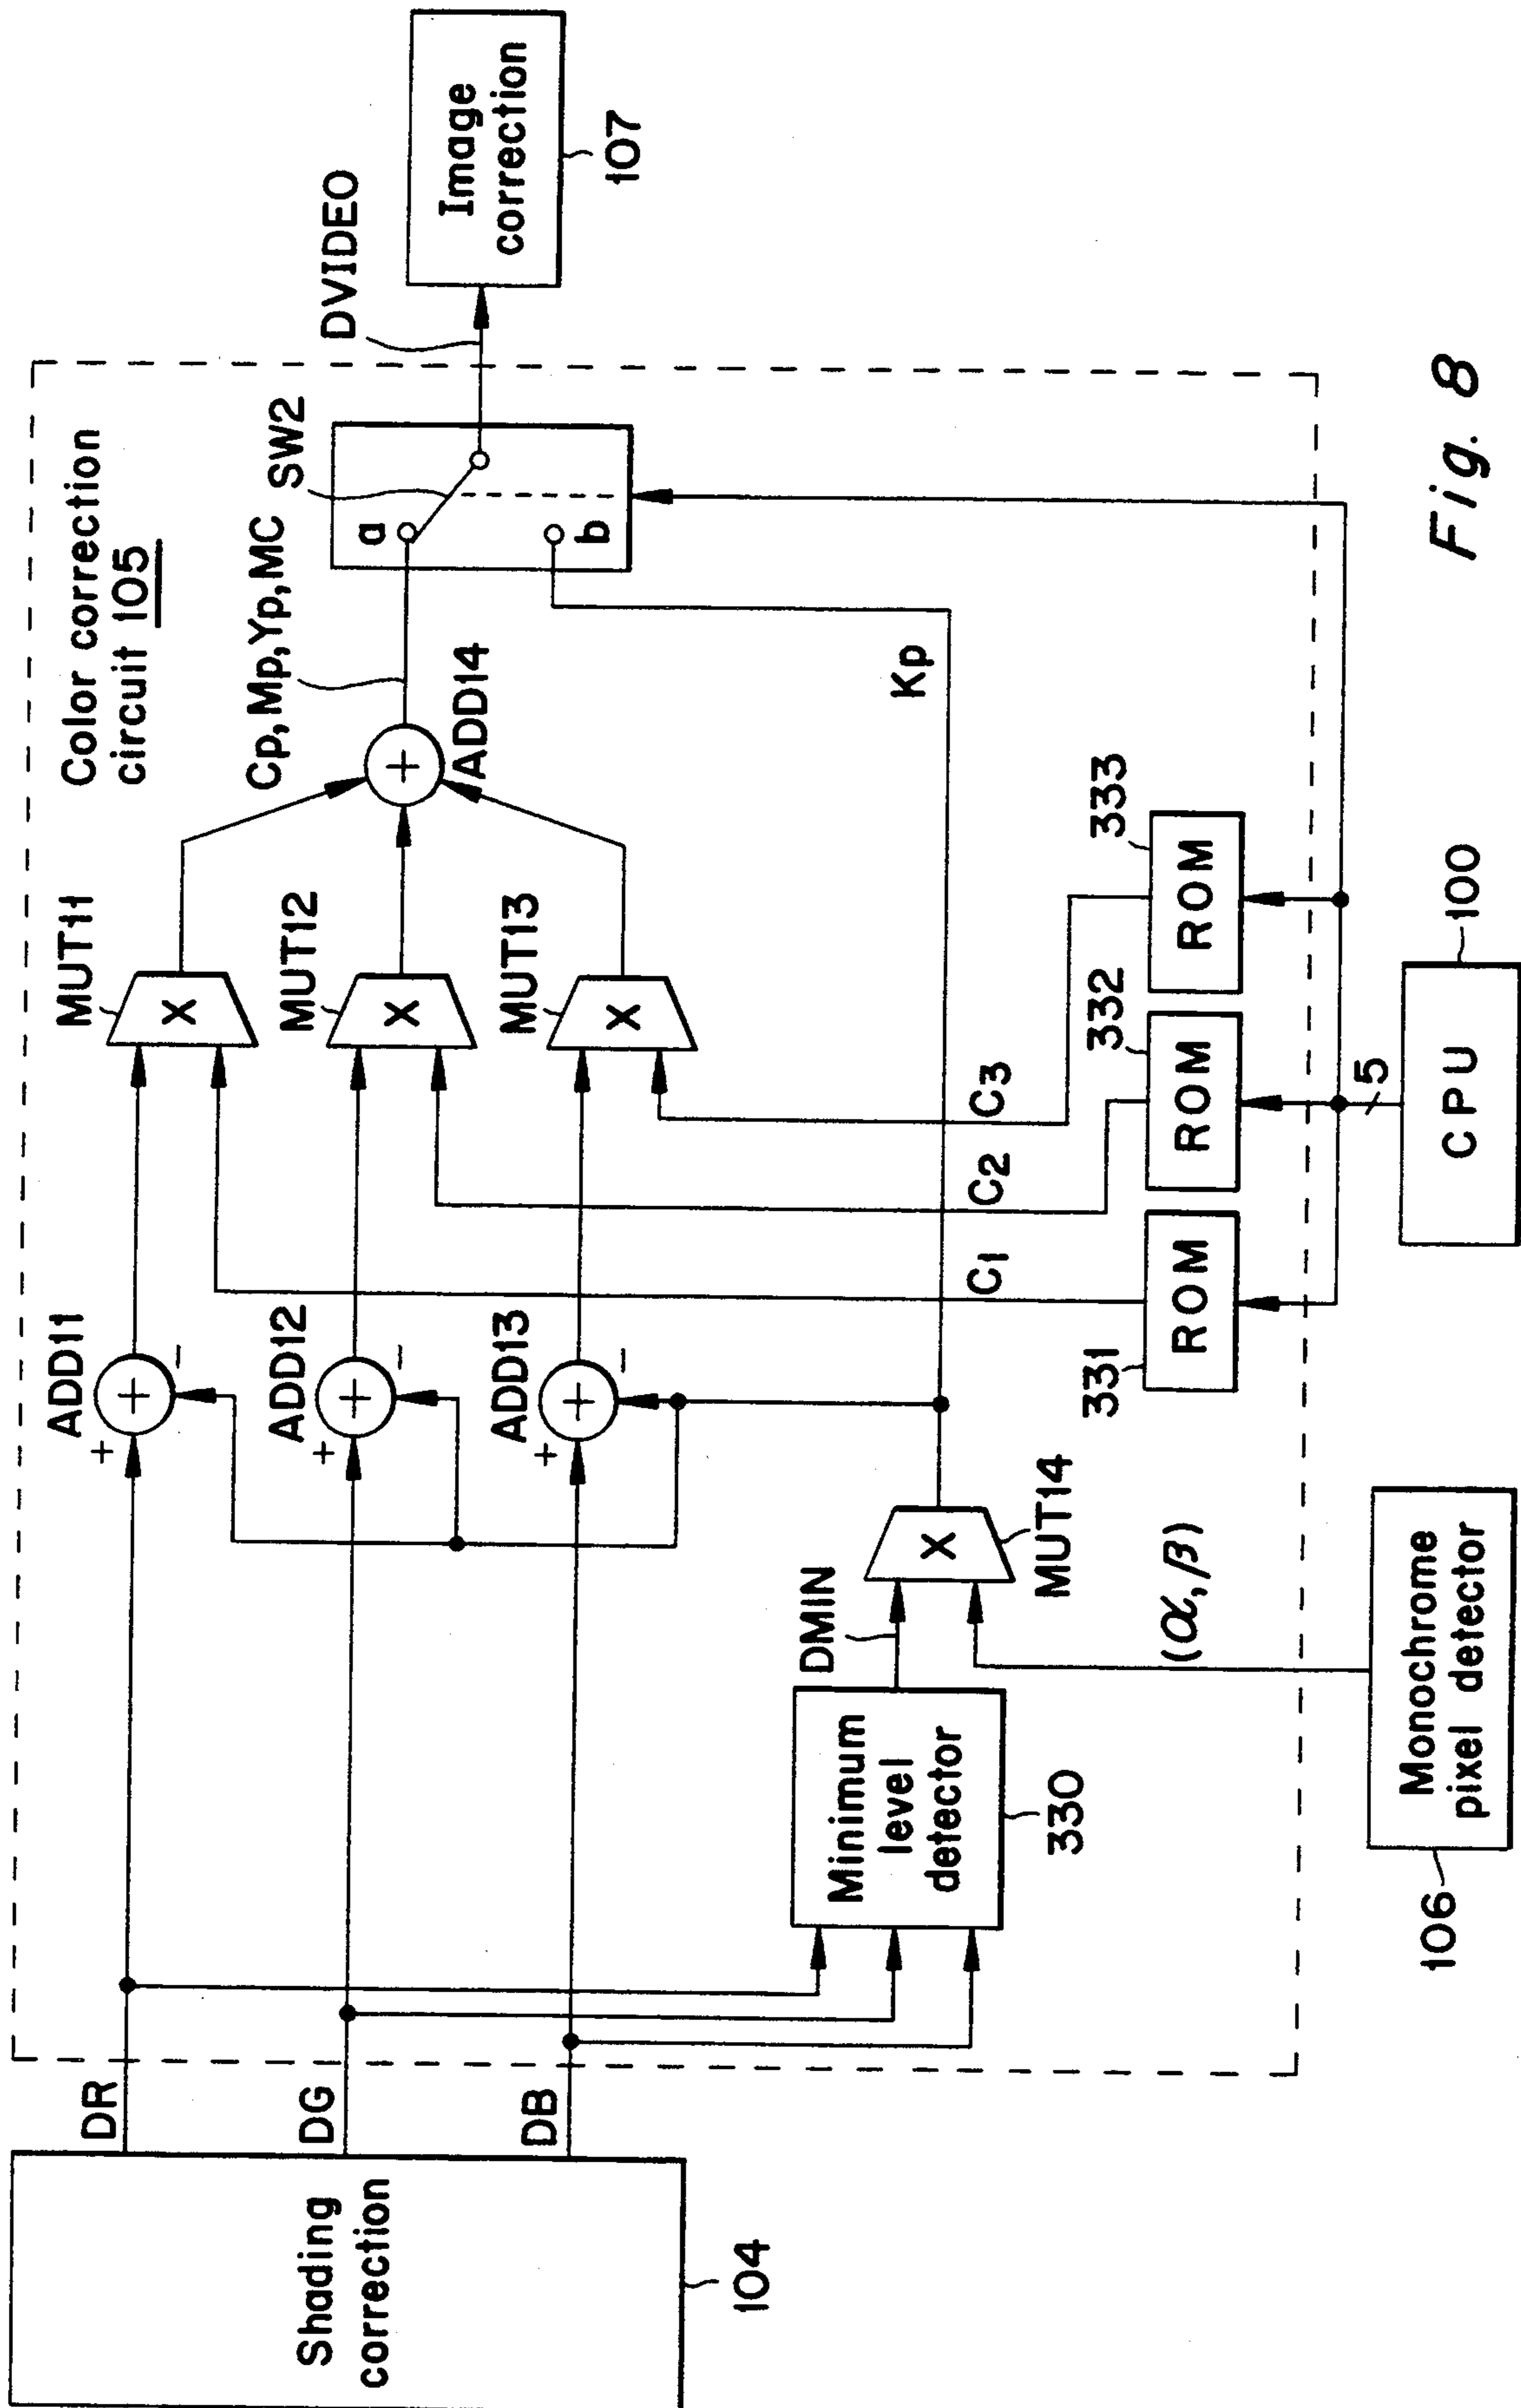 Shading
correction
104
DR
DG
DB
Color correction
circuit 105
ADD11
+
+
−
ADD12
+
+
−
ADD13
+
+
−
MUT11
X
MUT12
X
MUT13
X
Cp, Mp, Yp, MC
+
ADD14
SW2
a
b
DVIDEO
Image
correction
107
Minimum
level
detector
330
DMIN
X
MUT14
(α, β)
Kp
C1
C2
C3
331
ROM
332
ROM
333
ROM
5
CPU
100
Monochrome
pixel detector
106
Fig. 8